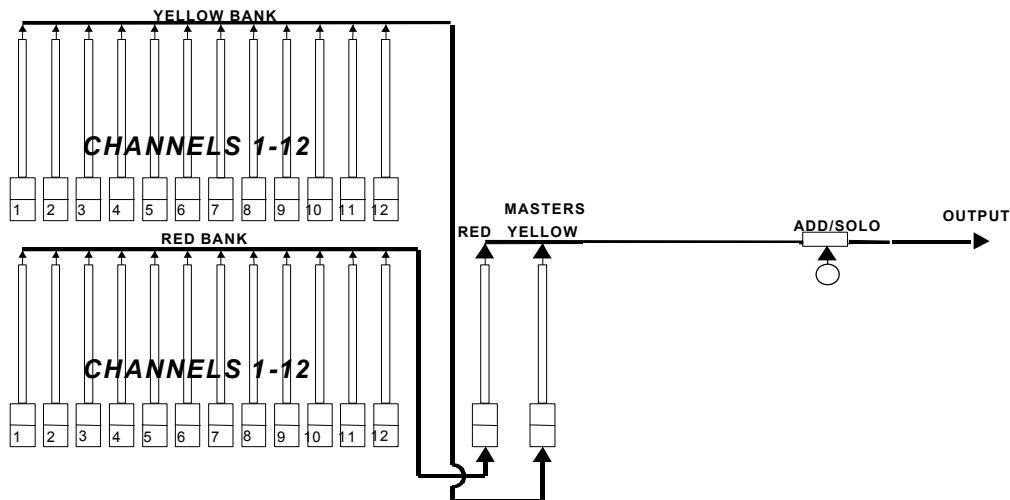 YELLOW BANK
CHANNELS 1-12
1 2 3 4 5 6 7 8 9 10 11 12
RED BANK
CHANNELS 1-12
1 2 3 4 5 6 7 8 9 10 11 12
MASTERS
RED YELLOW
ADD/SOLO
OUTPUT